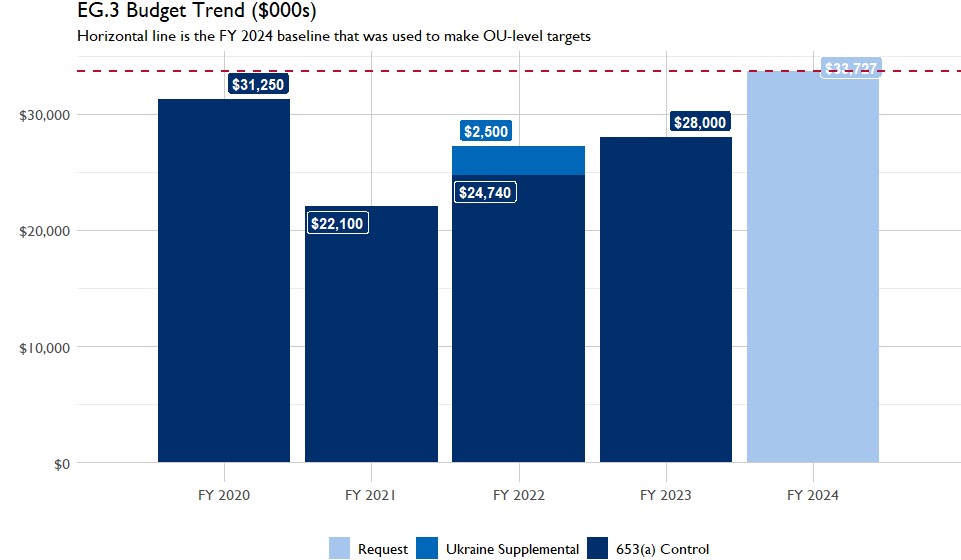 EG.3 Budget Trend ($000s)
Horizontal line is the FY 2024 baseline that was used to make OU-level targets
$33,727
$31,250
$30,000
$28,000
$2,500
$24,740
$22,100
$20,000
$10,000
$0
FY 2020 FY 2021 FY 2022 FY 2023 FY 2024
Request Ukraine Supplemental 653(a) Control